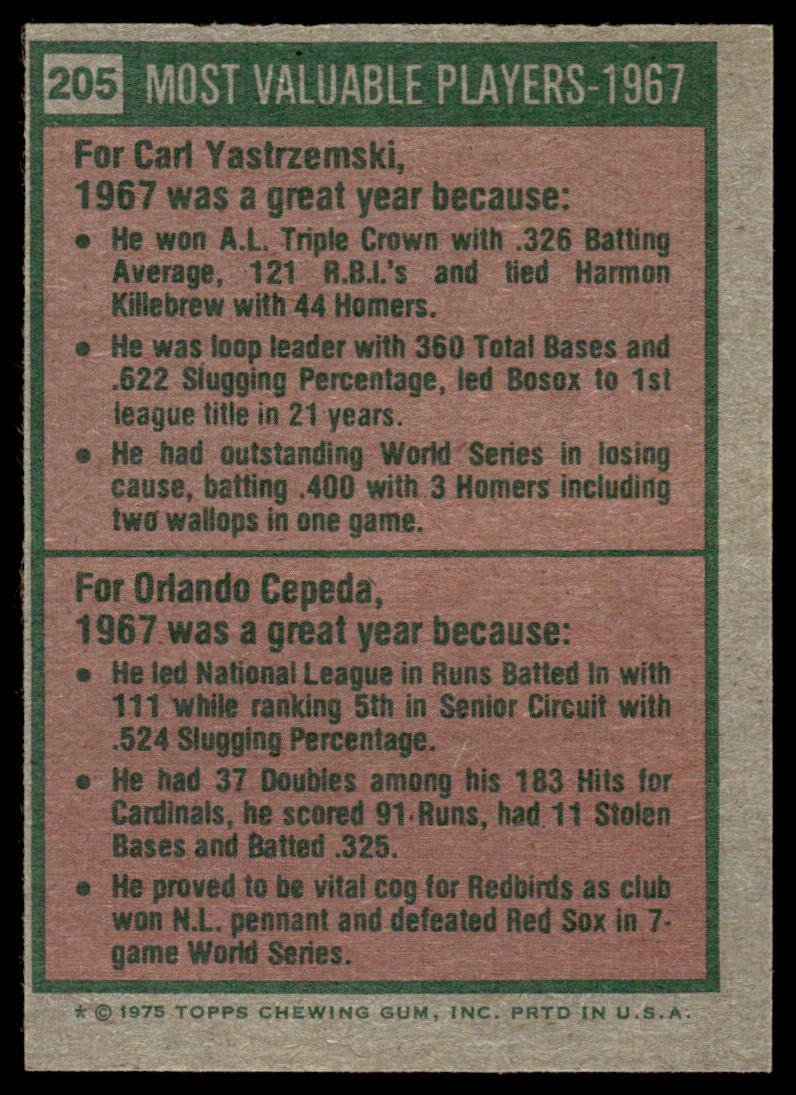 205 MOST VALUABLE PLAYERS-1967
For Carl Yastrzemski,
1967 was a great year because:
• He won A.L. Triple Crown with .326 Batting
Average, 121 R.B.I.'s and tied Harmon
Killebrew with 44 Homers.
• He was loop leader with 360 Total Bases and
.622 Slugging Percentage, led Bosox to 1st
league title in 21 years.
• He had outstanding World Series in losing
cause, batting .400 with 3 Homers including
two wallops in one game.
For Orlando Cepeda,
1967 was a great year because:
• He led National League in Runs Batted In with
111 while ranking 5th in Senior Circuit with
.524 Slugging Percentage.
• He had 37 Doubles among his 183 Hits for
Cardinals, he scored 91 Runs, had 11 Stolen
Bases and Batted .325.
• He proved to be vital cog for Redbirds as club
won N.L. pennant and defeated Red Sox in 7-
game World Series.
* © 1975 TOPPS CHEWING GUM, INC. PRTD IN U.S.A.